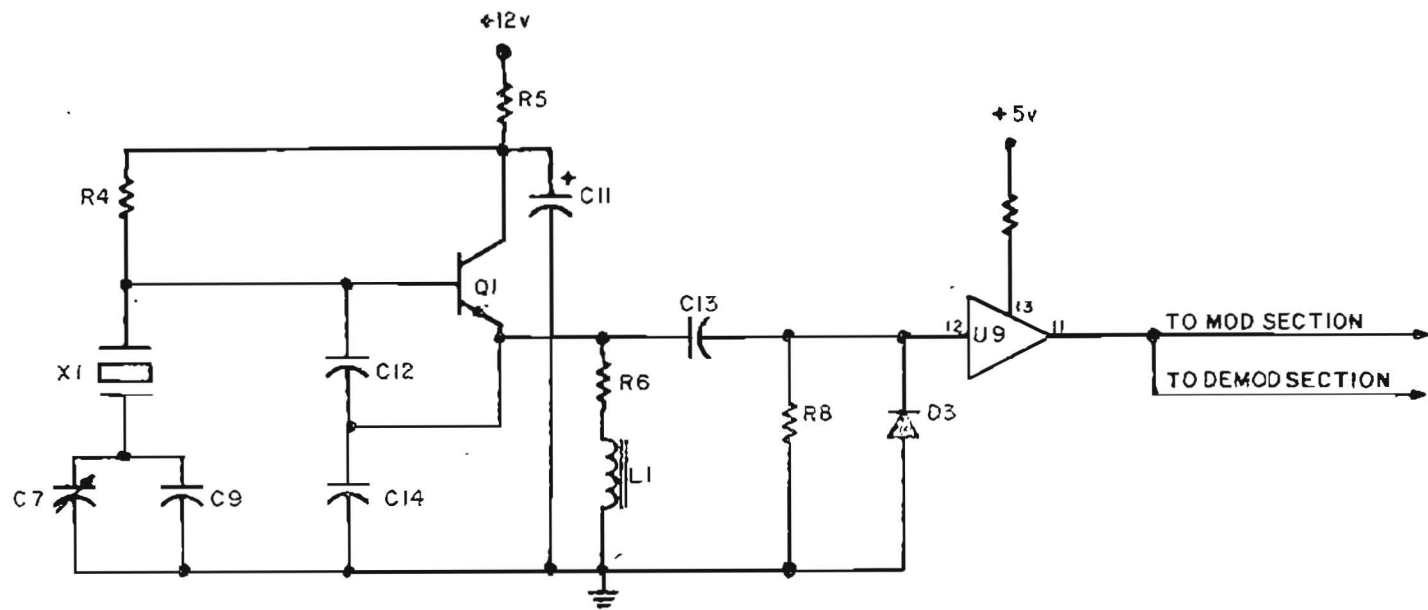 +12v
R5
+5v
R4
+
C11
Q1
C13
13
12
U9
11
TO MOD SECTION
X1
C12
R6
TO DEMOD SECTION
R8
D3
C7
C9
C14
L1